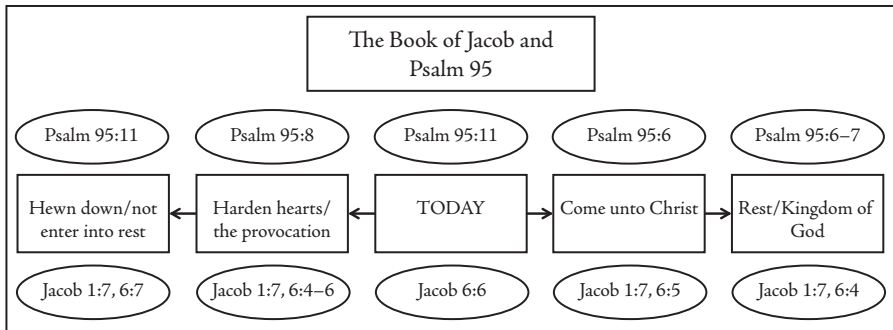 The Book of Jacob and
Psalm 95
Psalm 95:11
Psalm 95:8
Psalm 95:11
Psalm 95:6
Psalm 95:6–7
Hewn down/not
enter into rest
Harden hearts/
the provocation
TODAY
Come unto Christ
Rest/Kingdom of
God
Jacob 1:7, 6:7
Jacob 1:7, 6:4–6
Jacob 6:6
Jacob 1:7, 6:5
Jacob 1:7, 6:4